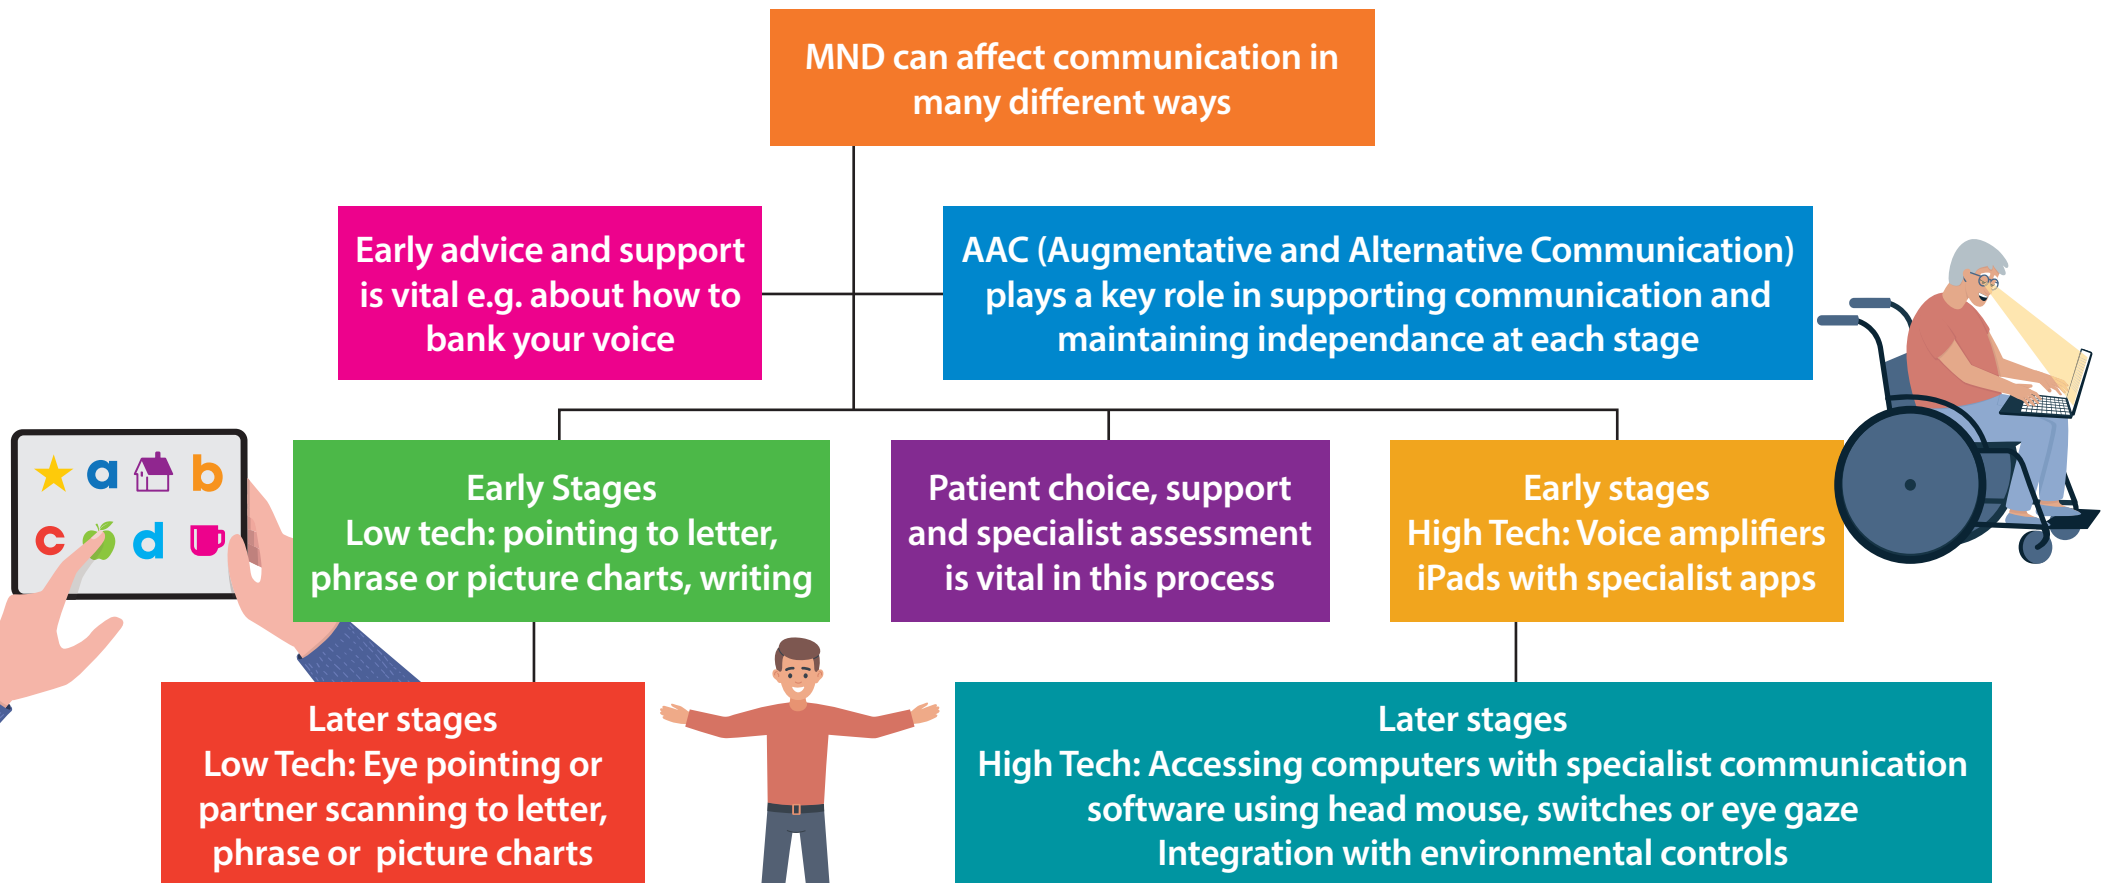 MND can affect communication in
many different ways
Early advice and support
is vital e.g. about how to
bank your voice
AAC (Augmentative and Alternative Communication)
plays a key role in supporting communication and
maintaining independance at each stage
a b
c d
Early Stages
Low tech: pointing to letter,
phrase or picture charts, writing
Patient choice, support
and specialist assessment
is vital in this process
Early stages
High Tech: Voice amplifiers
iPads with specialist apps
Later stages
Low Tech: Eye pointing or
partner scanning to letter,
phrase or picture charts
Later stages
High Tech: Accessing computers with specialist communication
software using head mouse, switches or eye gaze
Integration with environmental controls